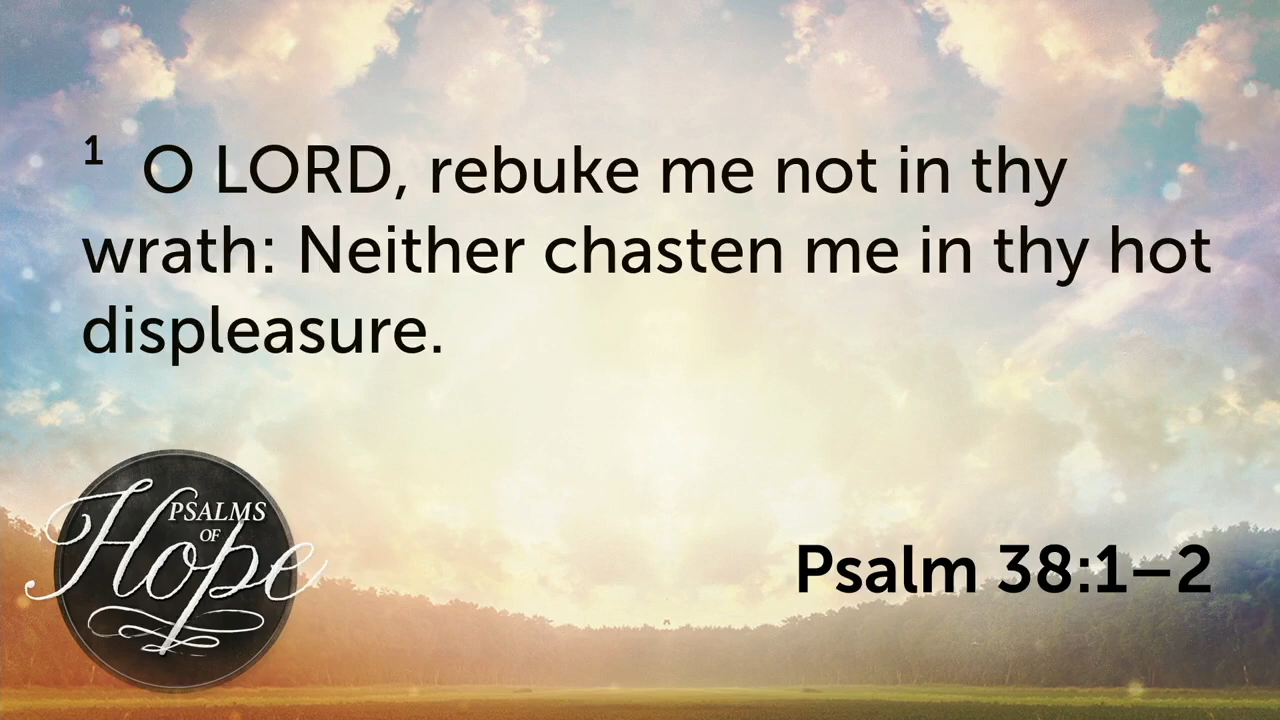 1 O LORD, rebuke me not in thy
wrath: Neither chasten me in thy hot
displeasure.
PSALMS
OF
Hope
Psalm 38:1–2